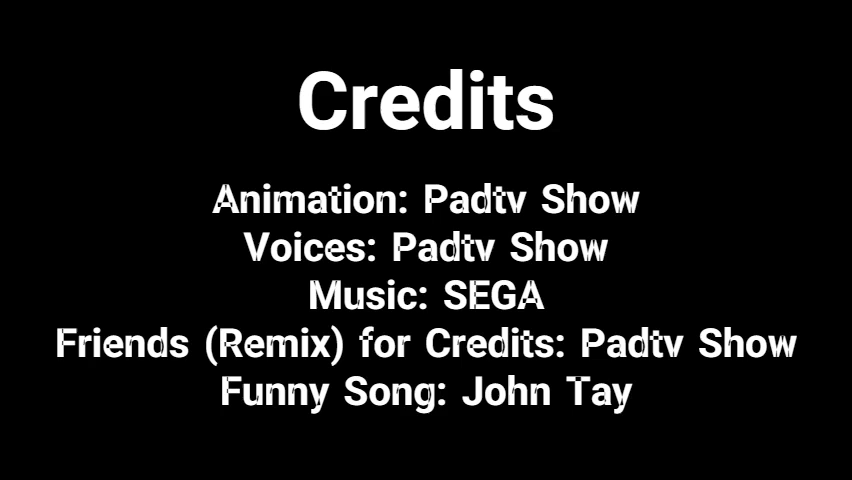 Credits
Animation: Padtv Show
Voices: Padtv Show
Music: SEGA
Friends (Remix) for Credits: Padtv Show
Funny Song: John Tay